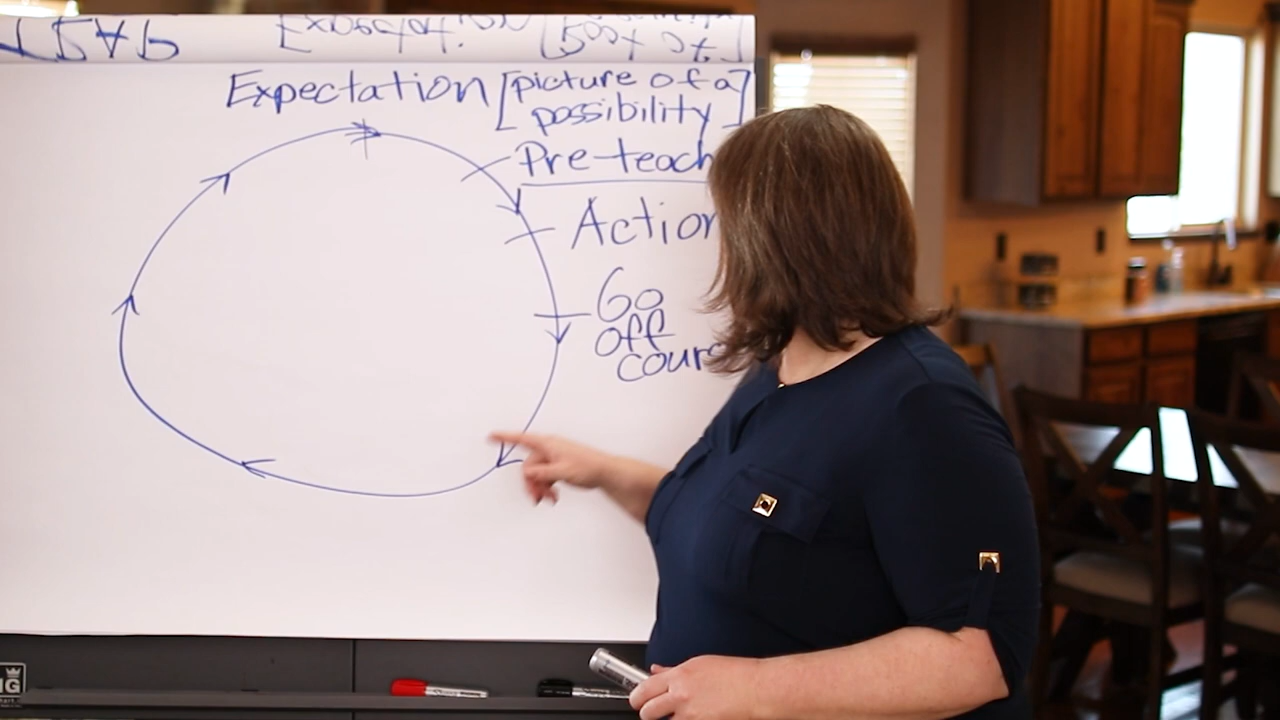 Expectation [picture of a
possibility]
Pre-teach
Action
Go
off
cours